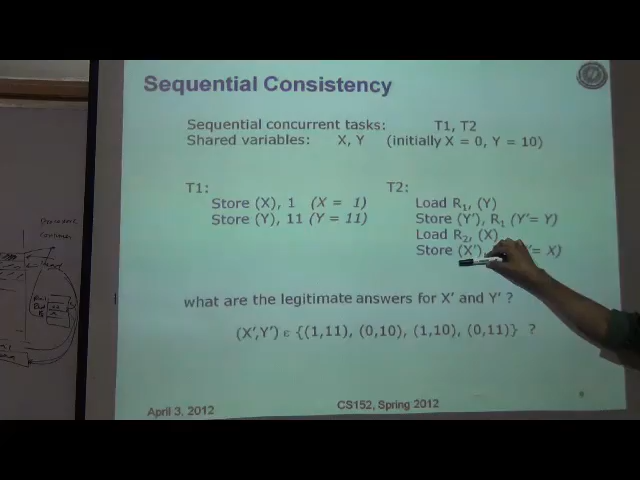 Sequential Consistency
Sequential concurrent tasks: T1, T2
Shared variables: X, Y (initially X = 0, Y = 10)
T1:
Store (X), 1 (X = 1)
Store (Y), 11 (Y = 11)
T2:
Load R1, (Y)
Store (Y'), R1 (Y'= Y)
Load R2, (X)
Store (X') = X)
what are the legitimate answers for X' and Y' ?
(X',Y') ε {(1,11), (0,10), (1,10), (0,11)} ?
April 3, 2012
CS152, Spring 2012